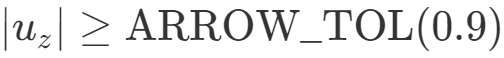 |u_z| ≥ ARROW_TOL(0.9)